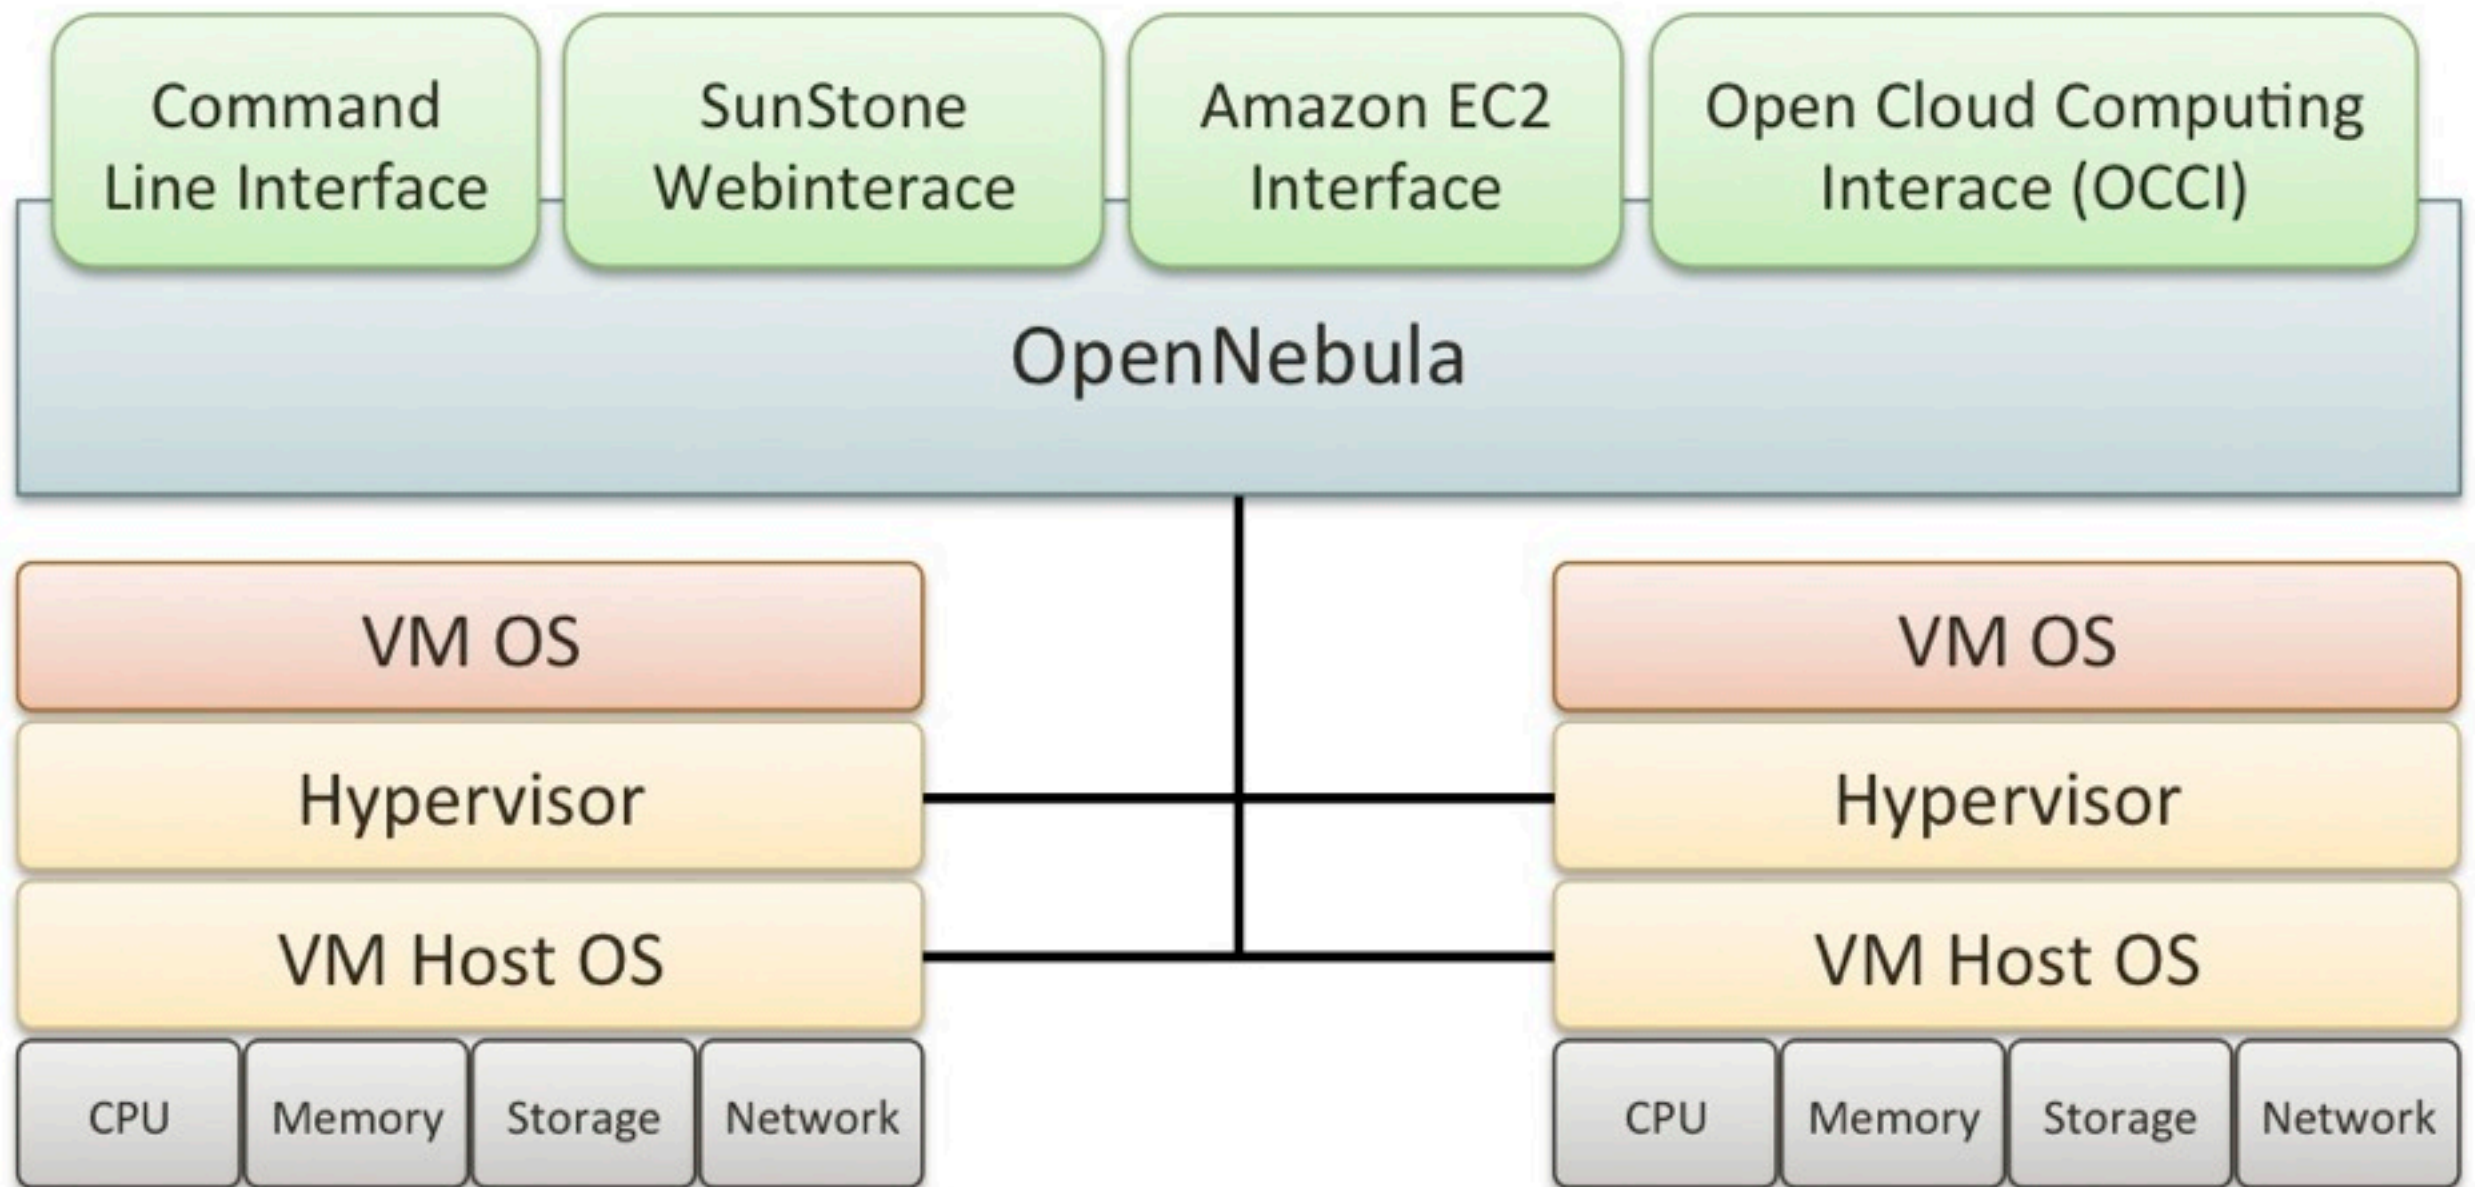 Command
Line Interface
SunStone
Webinterace
Amazon EC2
Interface
Open Cloud Computing
Interace (OCCI)
OpenNebula
VM OS
Hypervisor
VM Host OS
CPU
Memory
Storage
Network
VM OS
Hypervisor
VM Host OS
CPU
Memory
Storage
Network